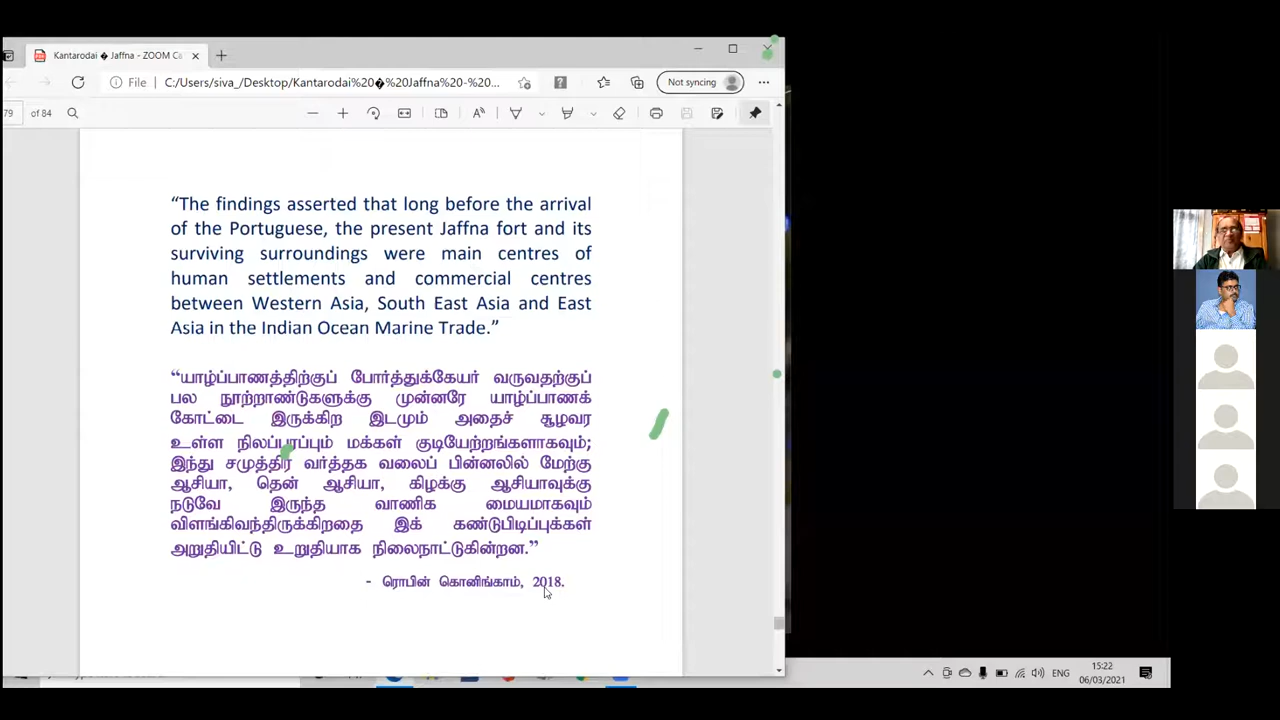 Kantarodai � Jaffna - ZOOM Ca
File
C:/Users/siva_/Desktop/Kantarodai%20�%20Jaffna%20-%20...
Not syncing
79 of 84
“The findings asserted that long before the arrival
of the Portuguese, the present Jaffna fort and its
surviving surroundings were main centres of
human settlements and commercial centres
between Western Asia, South East Asia and East
Asia in the Indian Ocean Marine Trade.”
“யாழ்ப்பாணத்திற்குப் போர்த்துக்கேயர் வருவதற்குப்
பல நூற்றாண்டுகளுக்கு முன்னரே யாழ்ப்பாணக்
கோட்டை இருக்கிற இடமும் அதைச் சூழவர
உள்ள நிலப்பரப்பும் மக்கள் குடியேற்றங்களாகவும்;
இந்து சமுத்திர வர்த்தக வலைப் பின்னலில் மேற்கு
ஆசியா, தென் ஆசியா, கிழக்கு ஆசியாவுக்கு
நடுவே இருந்த வாணிக மையமாகவும்
விளங்கிவந்திருக்கிறதை இக் கண்டுபிடிப்புக்கள்
அறுதியிட்டு உறுதியாக நிலைநாட்டுகின்றன.”
- ரொபின் கொனிங்காம், 2018.
ENG
15:22
06/03/2021